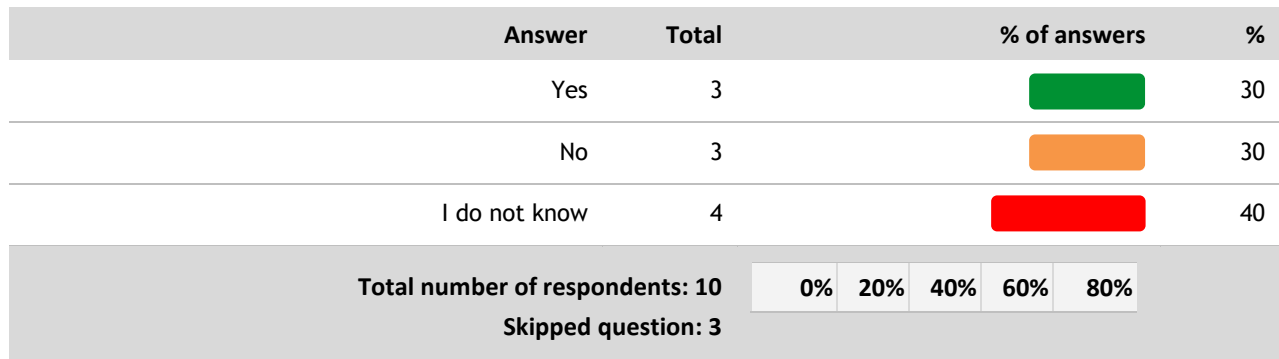 Answer Total % of answers %
Yes 3 30
No 3 30
I do not know 4 40
Total number of respondents: 10 0% 20% 40% 60% 80%
Skipped question: 3